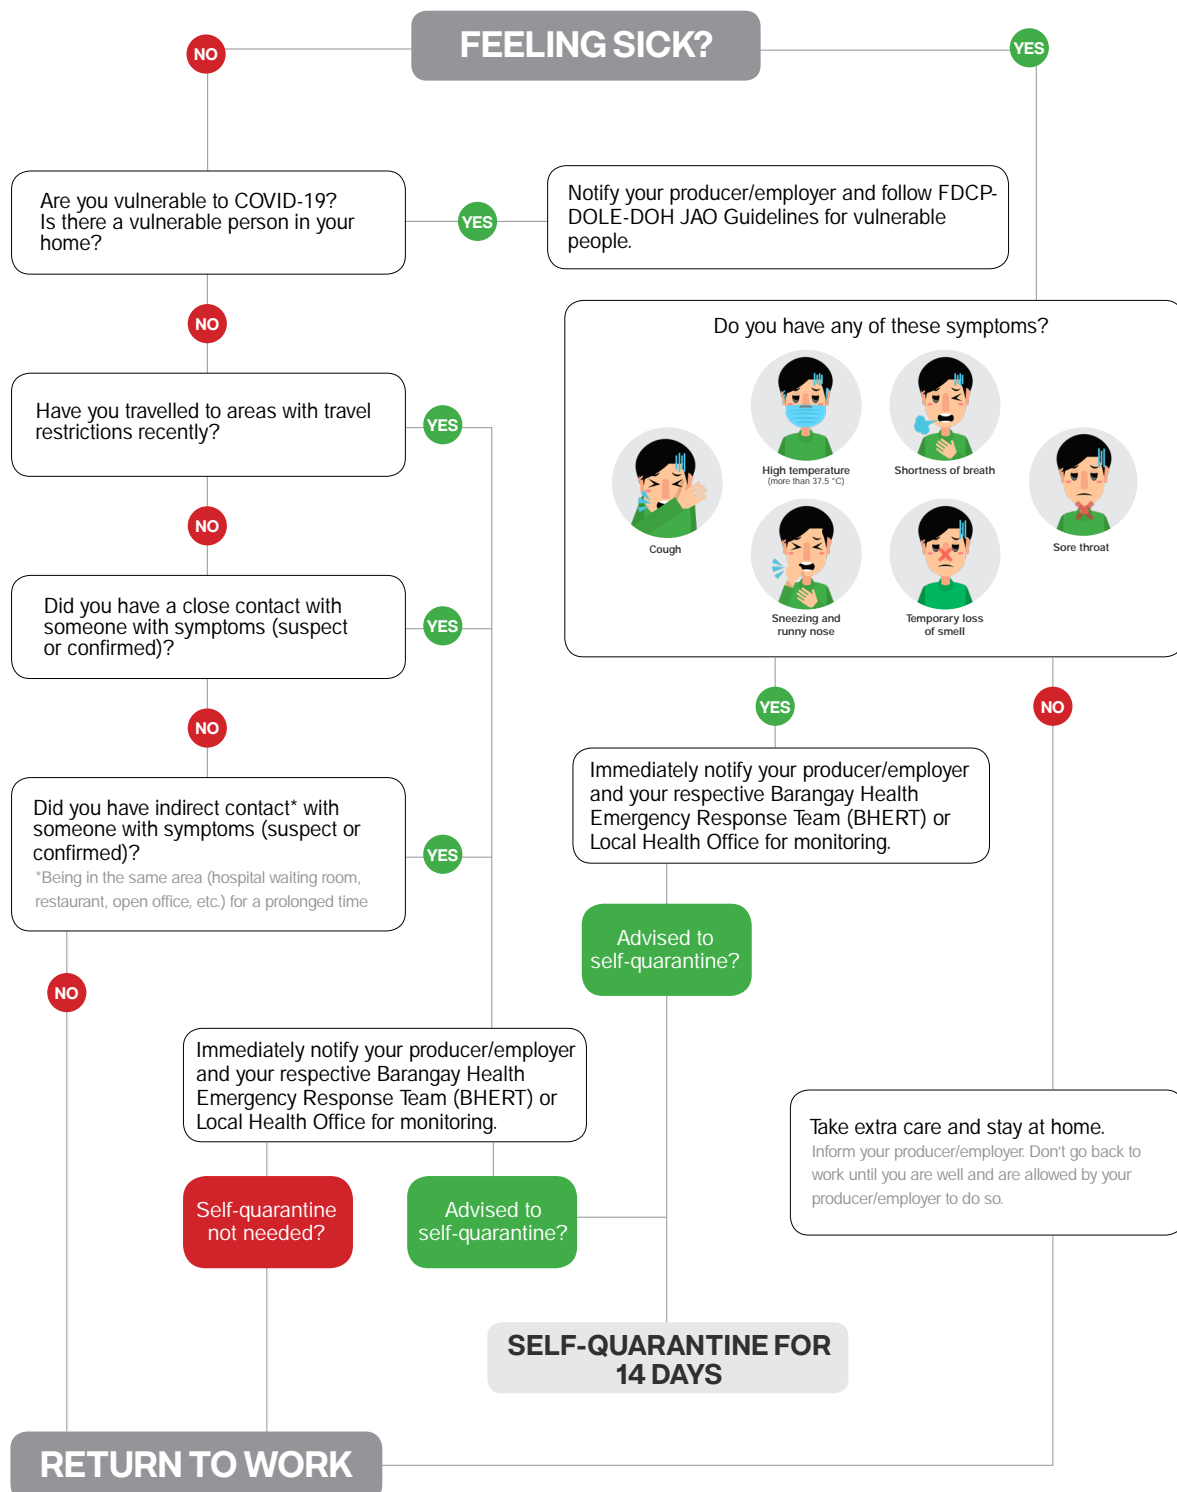 FEELING SICK?
NO
YES
Are you vulnerable to COVID-19?
Is there a vulnerable person in your
home?
YES
Notify your producer/employer and follow FDCP-
DOLE-DOH JAO Guidelines for vulnerable
people.
NO
Have you travelled to areas with travel
restrictions recently?
YES
NO
Did you have a close contact with
someone with symptoms (suspect
or confirmed)?
YES
NO
Did you have indirect contact* with
someone with symptoms (suspect or
confirmed)?
*Being in the same area (hospital waiting room,
restaurant, open office, etc.) for a prolonged time
YES
NO
Do you have any of these symptoms?
Cough
High temperature
(more than 37.5 °C)
Shortness of breath
Sore throat
Sneezing and
runny nose
Temporary loss
of smell
YES
NO
Immediately notify your producer/employer
and your respective Barangay Health
Emergency Response Team (BHERT) or
Local Health Office for monitoring.
Advised to
self-quarantine?
Immediately notify your producer/employer
and your respective Barangay Health
Emergency Response Team (BHERT) or
Local Health Office for monitoring.
Self-quarantine
not needed?
Advised to
self-quarantine?
Take extra care and stay at home.
Inform your producer/employer. Don't go back to
work until you are well and are allowed by your
producer/employer to do so.
SELF-QUARANTINE FOR
14 DAYS
RETURN TO WORK